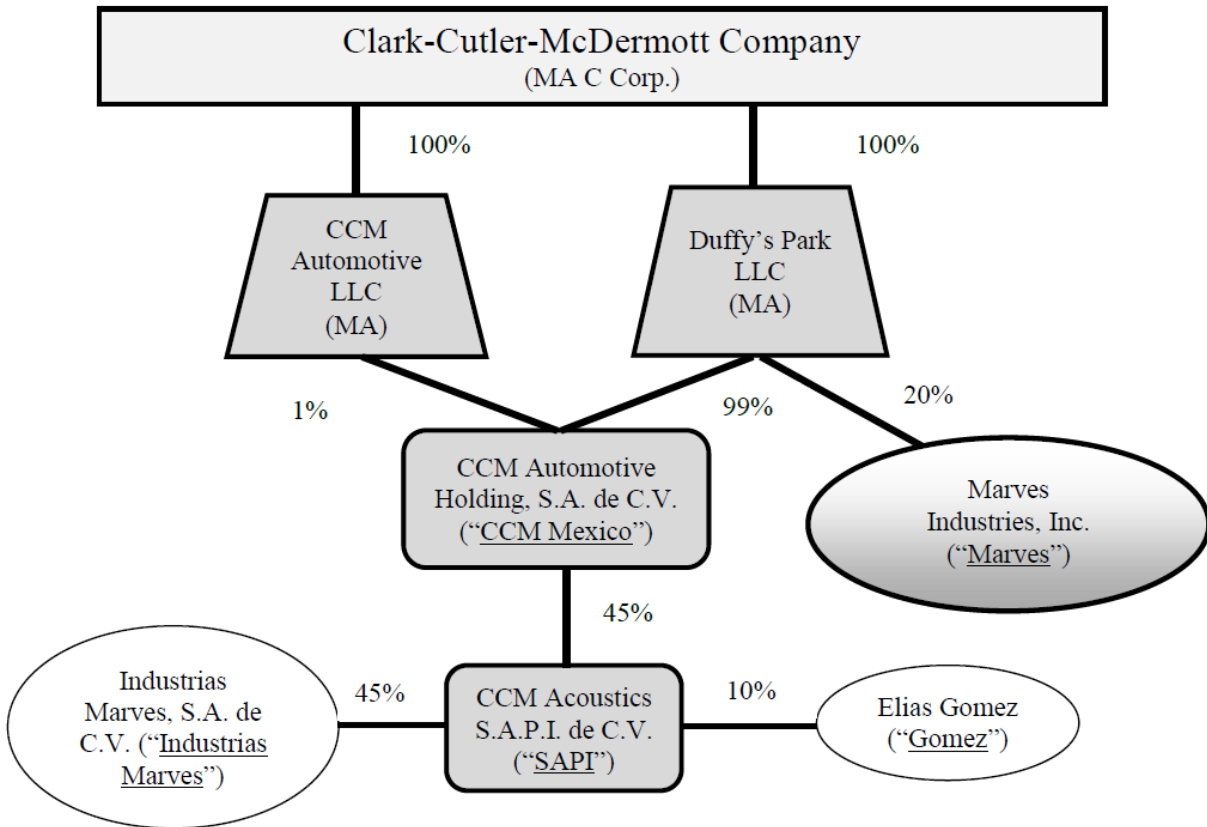 Clark-Cutler-McDermott Company
(MA C Corp.)
100%
100%
CCM
Automotive
LLC
(MA)
Duffy’s Park
LLC
(MA)
1%
99%
20%
CCM Automotive
Holding, S.A. de C.V.
(“CCM Mexico”)
Marves
Industries, Inc.
(“Marves”)
45%
Industrias
Marves, S.A. de
C.V. (“Industrias
Marves”)
45%
CCM Acoustics
S.A.P.I. de C.V.
(“SAPI”)
10%
Elias Gomez
(“Gomez”)